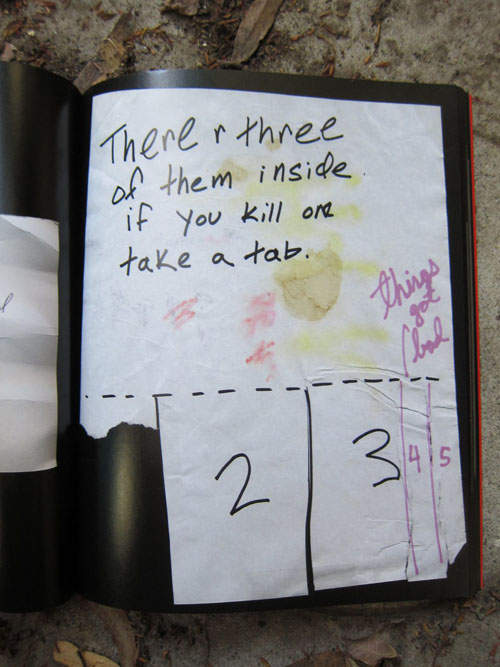 There r three
of them inside.
if you kill one
take a tab.
things
got
bad
2
3
4
5